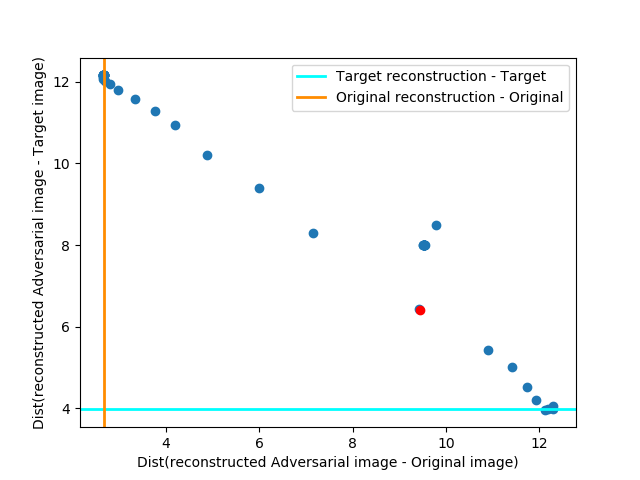 Target reconstruction - Target
Original reconstruction - Original
12
10
8
6
4
Dist(reconstructed Adversarial image - Target image)
4
6
8
10
12
Dist(reconstructed Adversarial image - Original image)